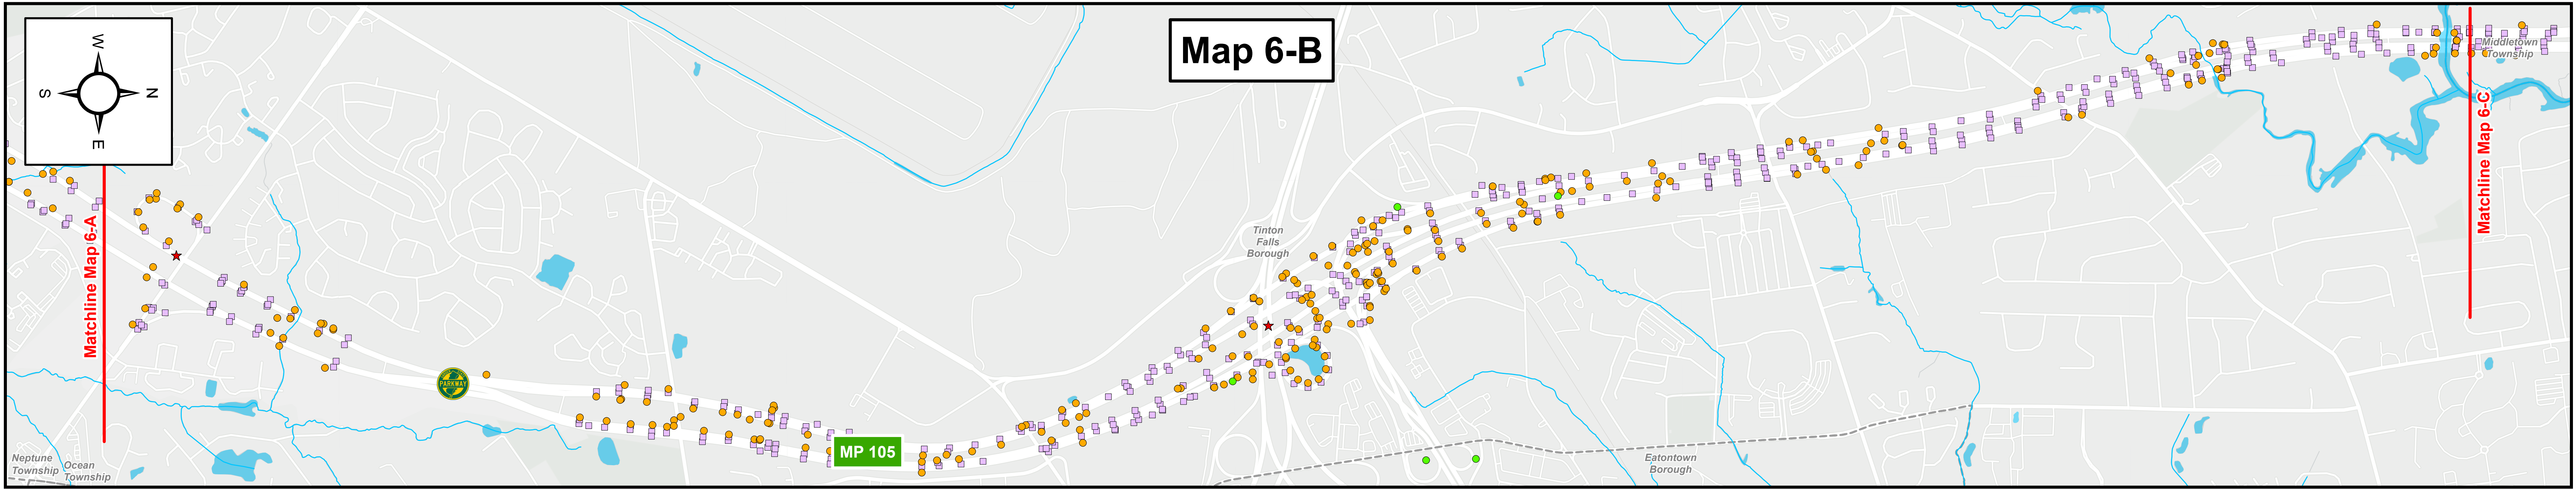 Map 6-B
W
S
N
E
Matchline Map 6-A
Matchline Map 6-C
Middletown
Township
Tinton
Falls
Borough
PARKWAY
MP 105
Neptune
Township
Ocean
Township
Eatontown
Borough